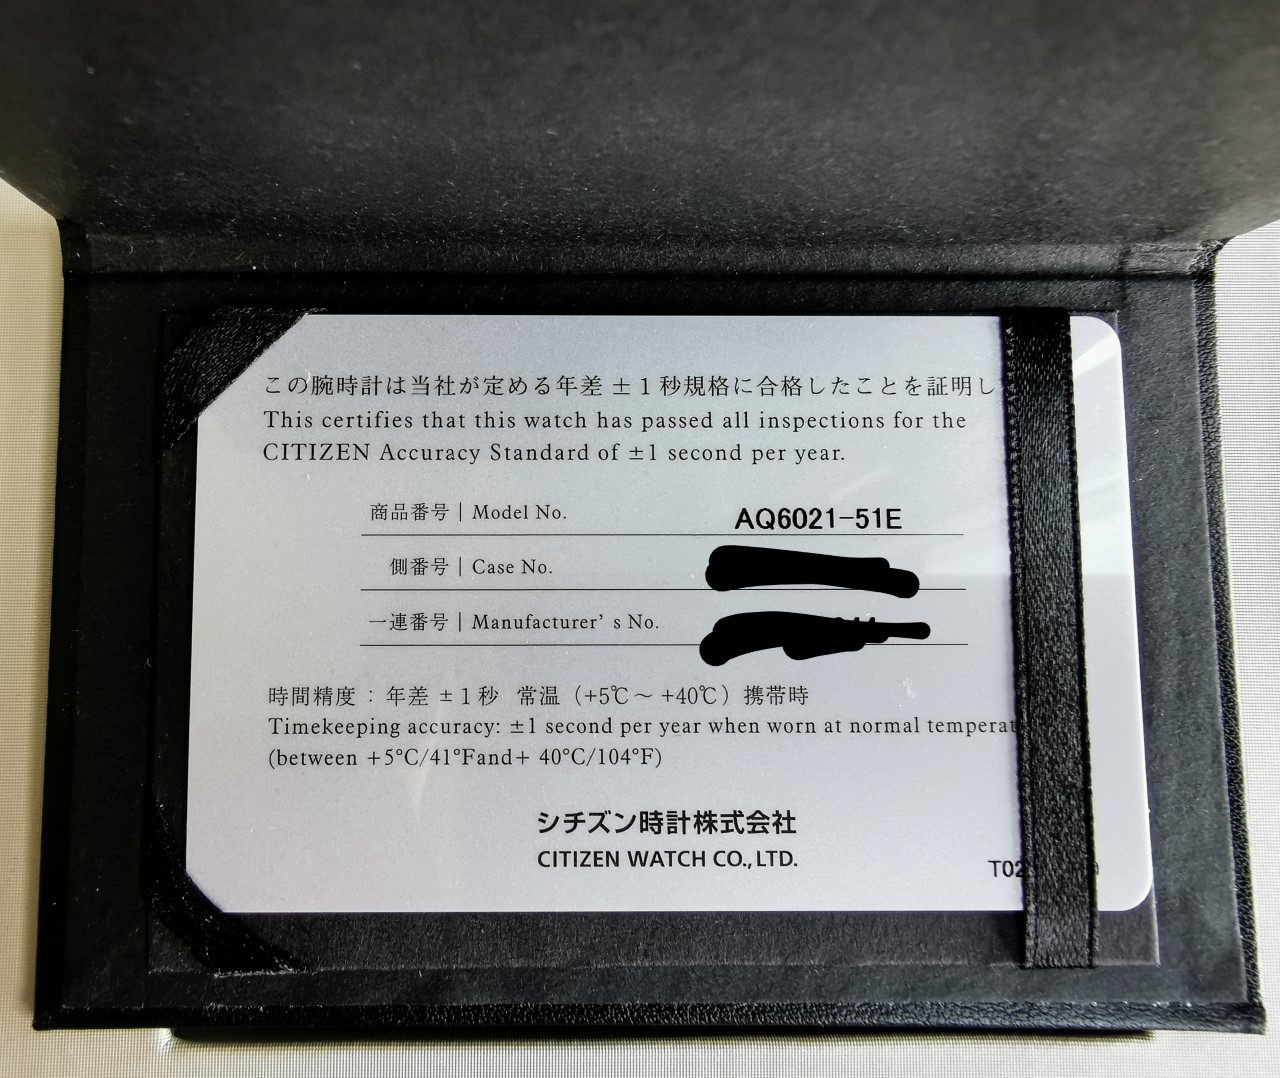 この腕時計は当社が定める年差 ±1秒規格に合格したことを証明し
This certifies that this watch has passed all inspections for the
CITIZEN Accuracy Standard of ±1 second per year.
商品番号 | Model No. AQ6021-51E
側番号 | Case No.
一連番号 | Manufacturer’ s No.
時間精度 : 年差 ±1秒 常温（+5℃～ +40℃）携帯時
Timekeeping accuracy: ±1 second per year when worn at normal
(between +5°C/41°Fand+ 40°C/104°F)
シチズン時計株式会社
CITIZEN WATCH CO., LTD.